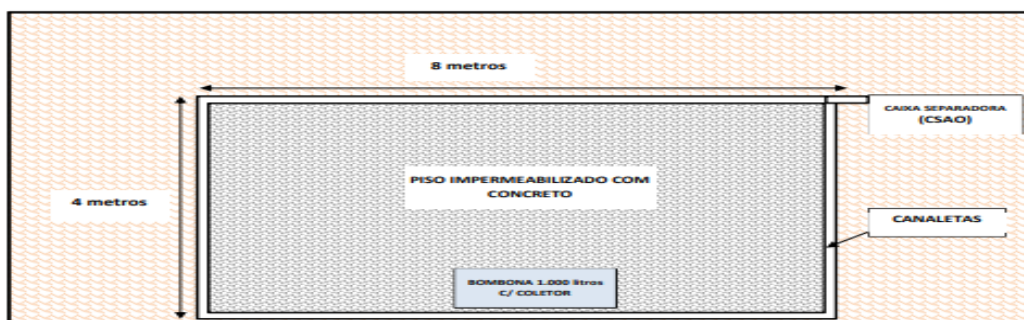 8 metros
CAIXA SEPARADORA
(CSAO)
PISO IMPERMEABILIZADO COM
CONCRETO
4 metros
CANALETAS
BOMBONA 1.000 litros
C/ COLETOR